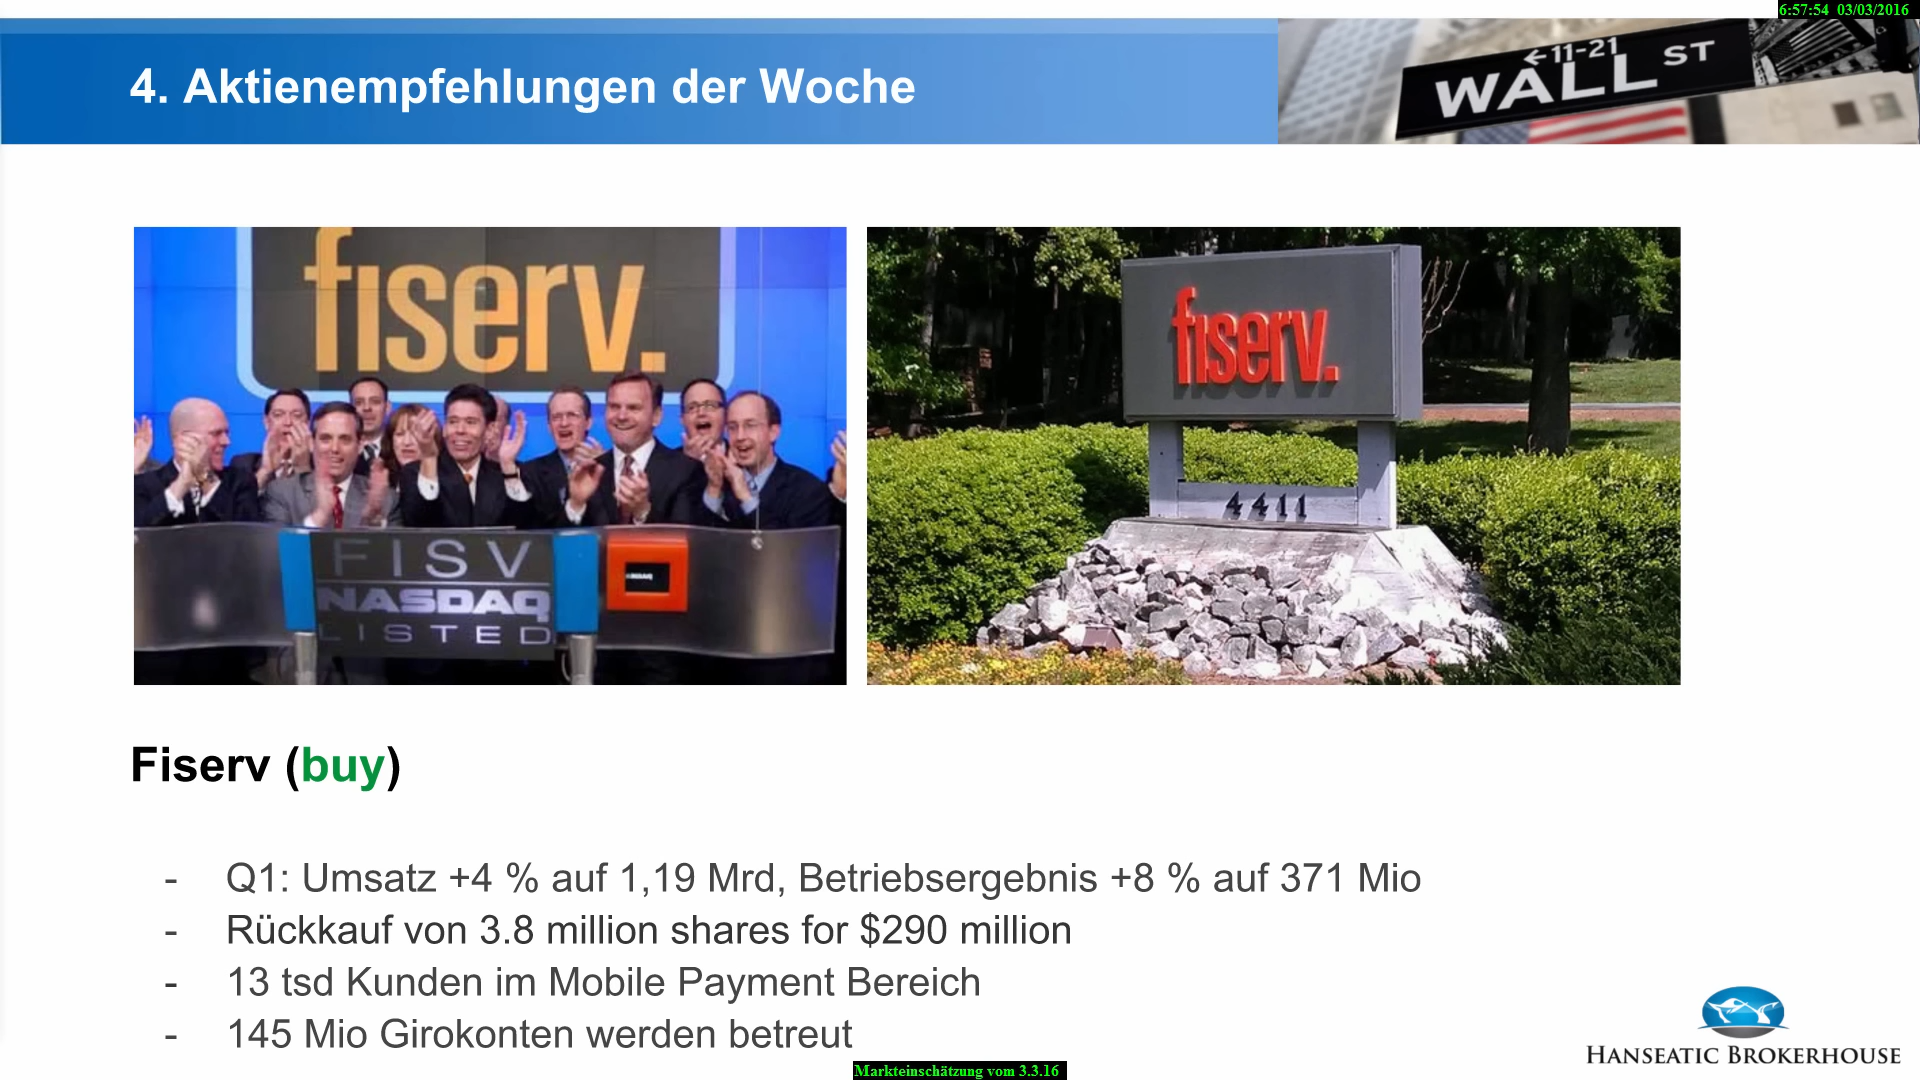 6:57:54 03/03/2016
4. Aktienempfehlungen der Woche
←11-21
WALL ST
fiserv.
FISV
NASDAQ
LISTED
fiserv.
4411
Fiserv (buy)
- Q1: Umsatz +4 % auf 1,19 Mrd, Betriebsergebnis +8 % auf 371 Mio
- Rückkauf von 3.8 million shares for $290 million
- 13 tsd Kunden im Mobile Payment Bereich
- 145 Mio Girokonten werden betreut
HANSEATIC BROKERHOUSE
Markteinschätzung vom 3.3.16